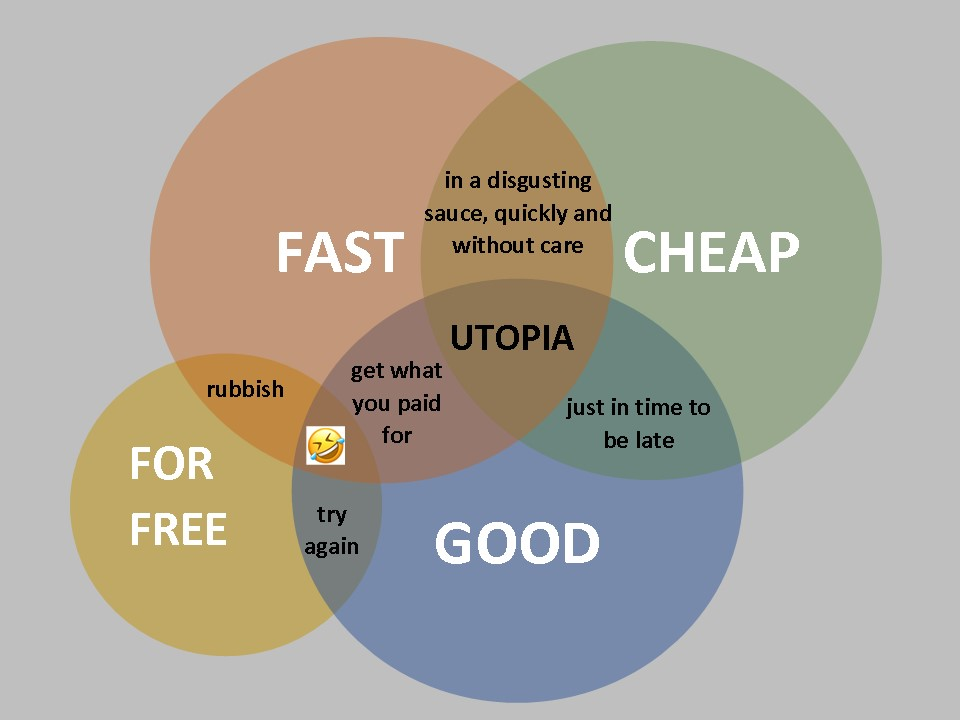 in a disgusting
sauce, quickly and
without care
FAST
CHEAP
UTOPIA
get what
you paid
for
rubbish
just in time to
be late
FOR
FREE
try
again
GOOD